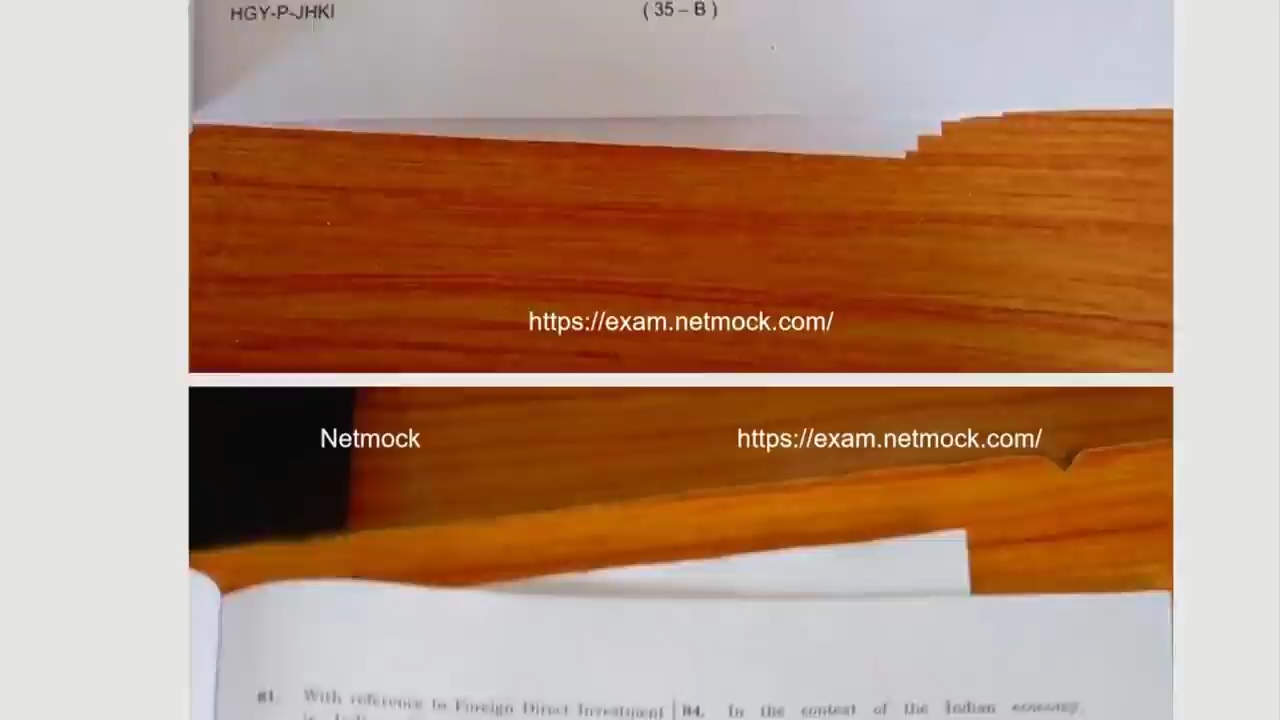 HGY-P-JHKI
( 35 – B )
https://exam.netmock.com/
Netmock
https://exam.netmock.com/
81. With reference to Foreign Direct Investment
84. In the context of the Indian economy,